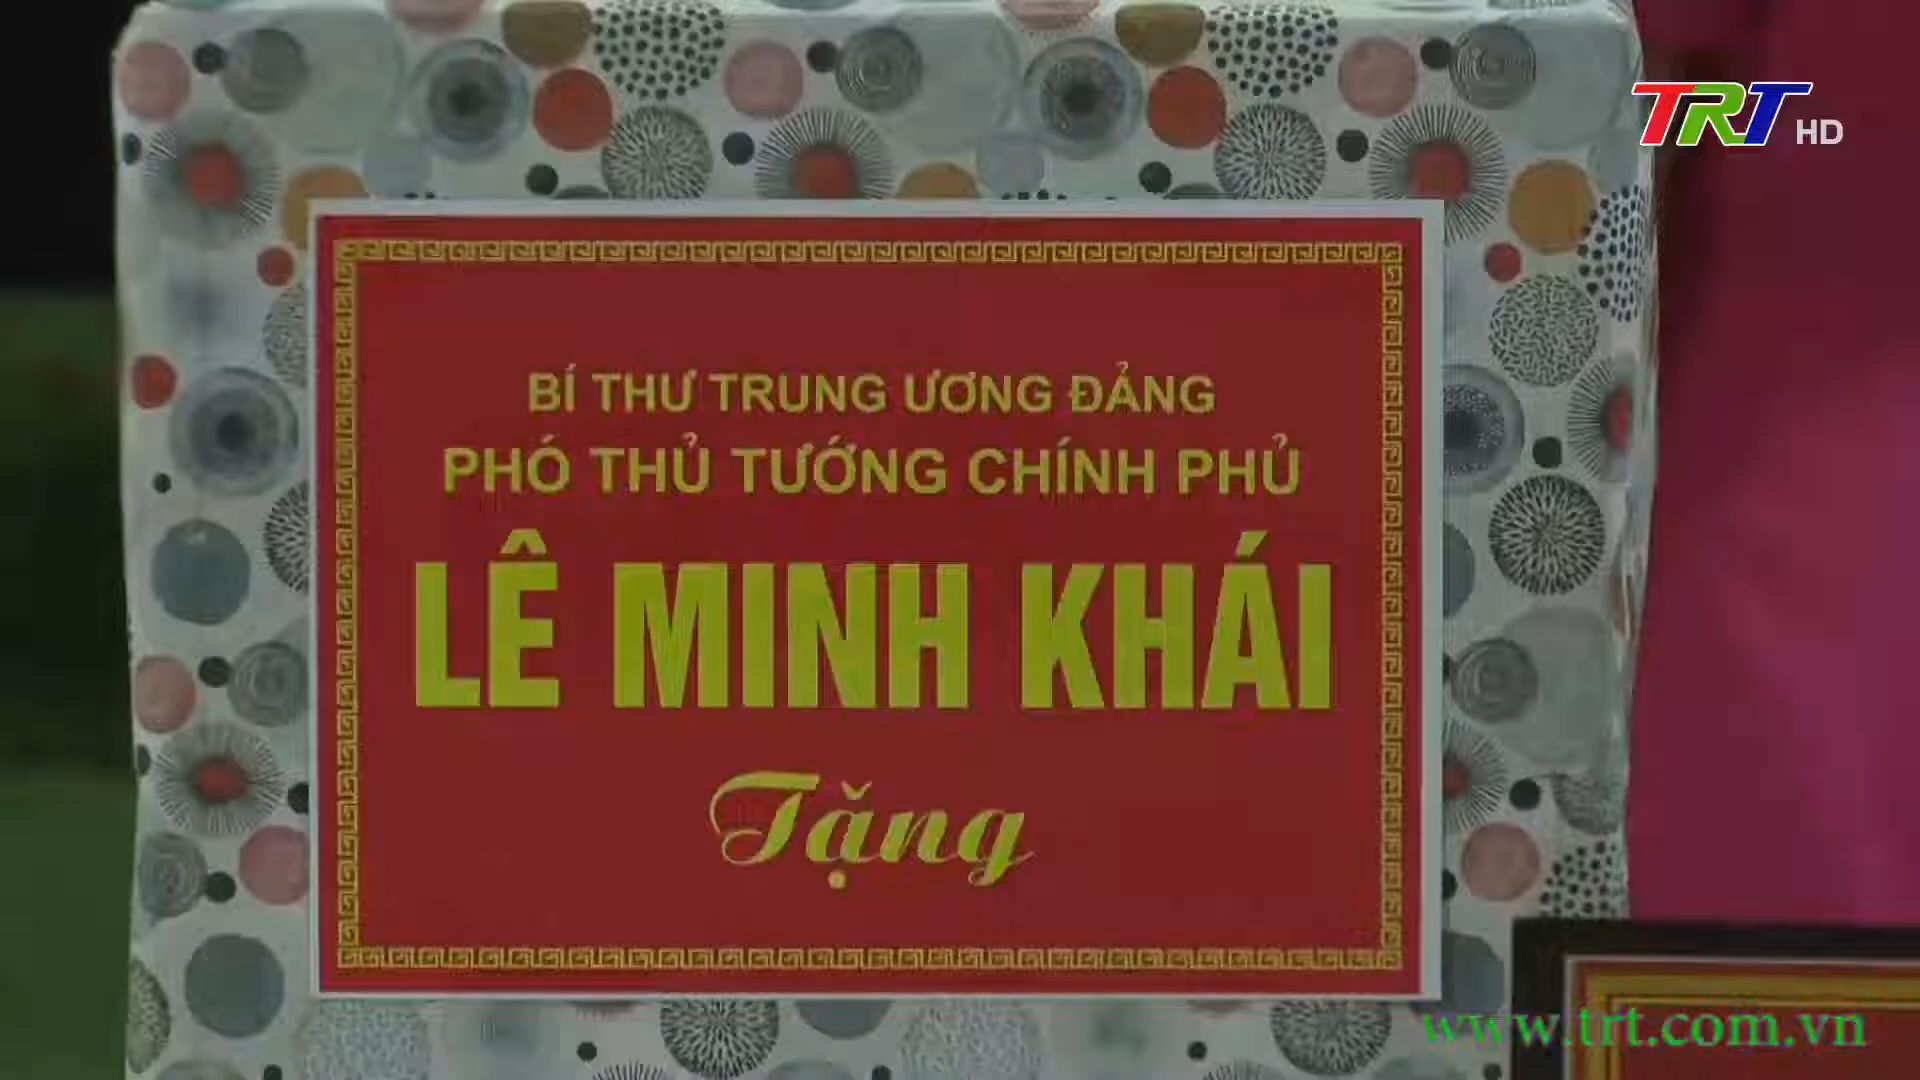 TRT HD
BÍ THƯ TRUNG ƯƠNG ĐẢNG
PHÓ THỦ TƯỚNG CHÍNH PHỦ
LÊ MINH KHÁI
Tặng
www.trt.com.vn